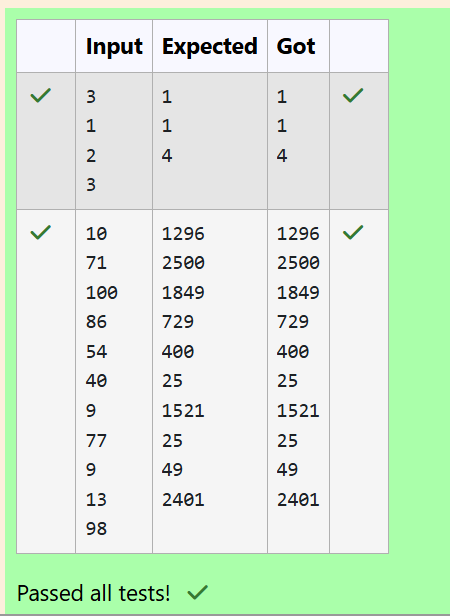 Input Expected Got
3 1 1
1 1 1
2 4 4
3
10 1296 1296
71 2500 2500
100 1849 1849
86 729 729
54 400 400
40 25 25
9 1521 1521
77 25 25
9 49 49
13 2401 2401
98
Passed all tests!